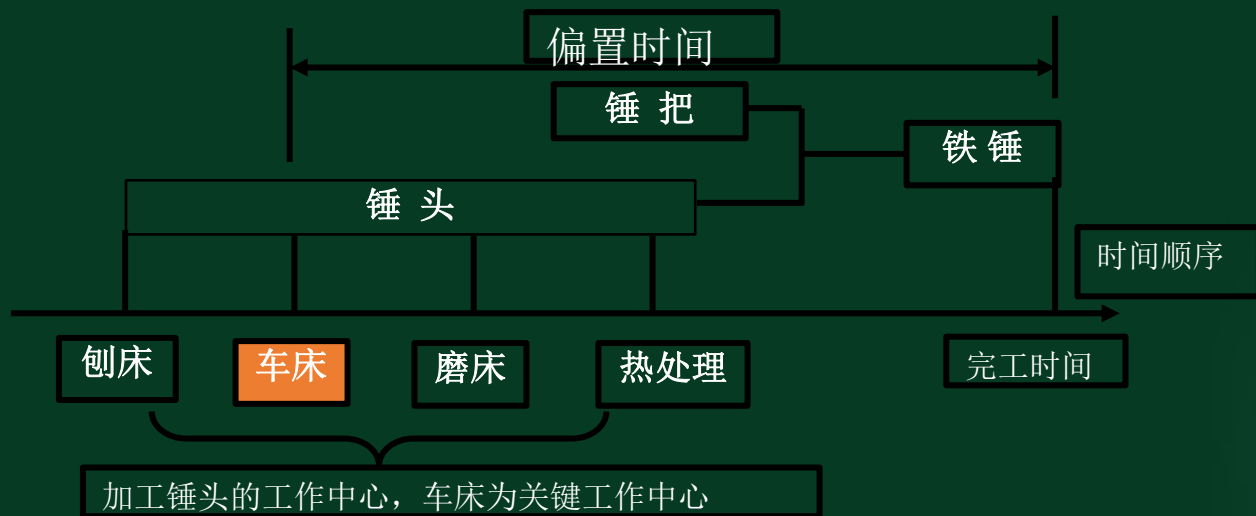 偏置时间
锤 把
铁 锤
锤 头
时间顺序
刨床
车床
磨床
热处理
完工时间
加工锤头的工作中心，车床为关键工作中心